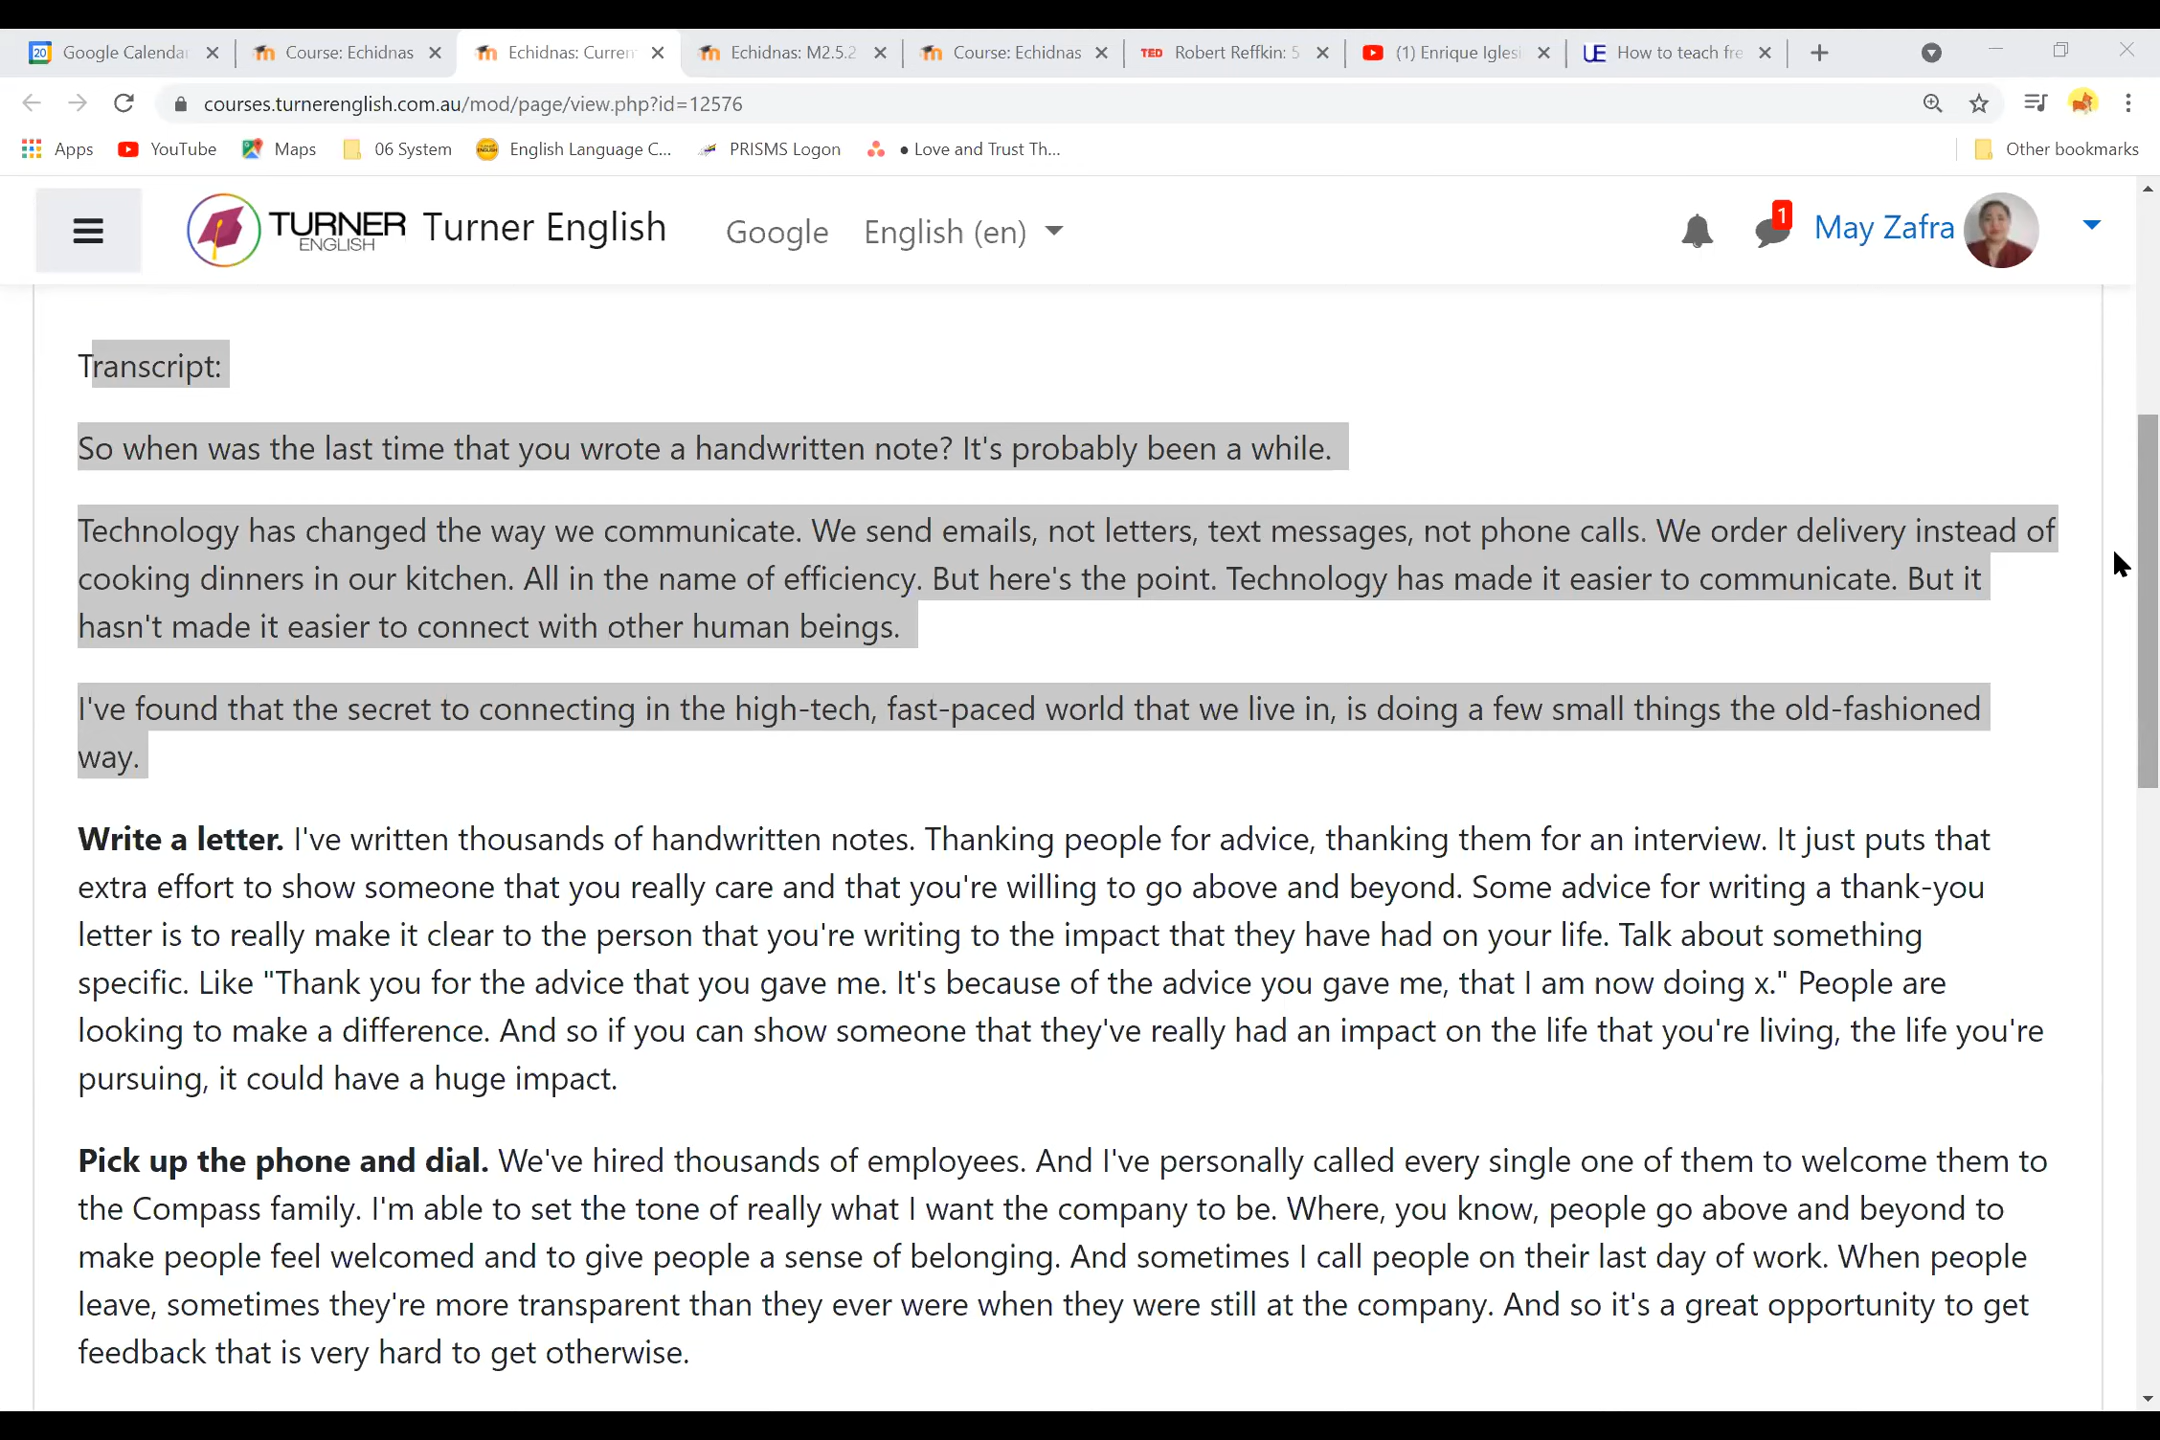 20 Google Calenda
Course: Echidnas
Echidnas: Curren
Echidnas: M2.5.2
Course: Echidnas
TED Robert Reffkin: 5
(1) Enrique Iglesi
UE How to teach fre
courses.turnerenglish.com.au/mod/page/view.php?id=12576
Apps YouTube Maps 06 System English Language C... PRISMS Logon • Love and Trust Th... Other bookmarks
TURNER ENGLISH Turner English Google English (en) 1 May Zafra
Transcript:
So when was the last time that you wrote a handwritten note? It's probably been a while.
Technology has changed the way we communicate. We send emails, not letters, text messages, not phone calls. We order delivery instead of
cooking dinners in our kitchen. All in the name of efficiency. But here's the point. Technology has made it easier to communicate. But it
hasn't made it easier to connect with other human beings.
I've found that the secret to connecting in the high-tech, fast-paced world that we live in, is doing a few small things the old-fashioned
way.
Write a letter. I've written thousands of handwritten notes. Thanking people for advice, thanking them for an interview. It just puts that
extra effort to show someone that you really care and that you're willing to go above and beyond. Some advice for writing a thank-you
letter is to really make it clear to the person that you're writing to the impact that they have had on your life. Talk about something
specific. Like "Thank you for the advice that you gave me. It's because of the advice you gave me, that I am now doing x." People are
looking to make a difference. And so if you can show someone that they've really had an impact on the life that you're living, the life you're
pursuing, it could have a huge impact.
Pick up the phone and dial. We've hired thousands of employees. And I've personally called every single one of them to welcome them to
the Compass family. I'm able to set the tone of really what I want the company to be. Where, you know, people go above and beyond to
make people feel welcomed and to give people a sense of belonging. And sometimes I call people on their last day of work. When people
leave, sometimes they're more transparent than they ever were when they were still at the company. And so it's a great opportunity to get
feedback that is very hard to get otherwise.